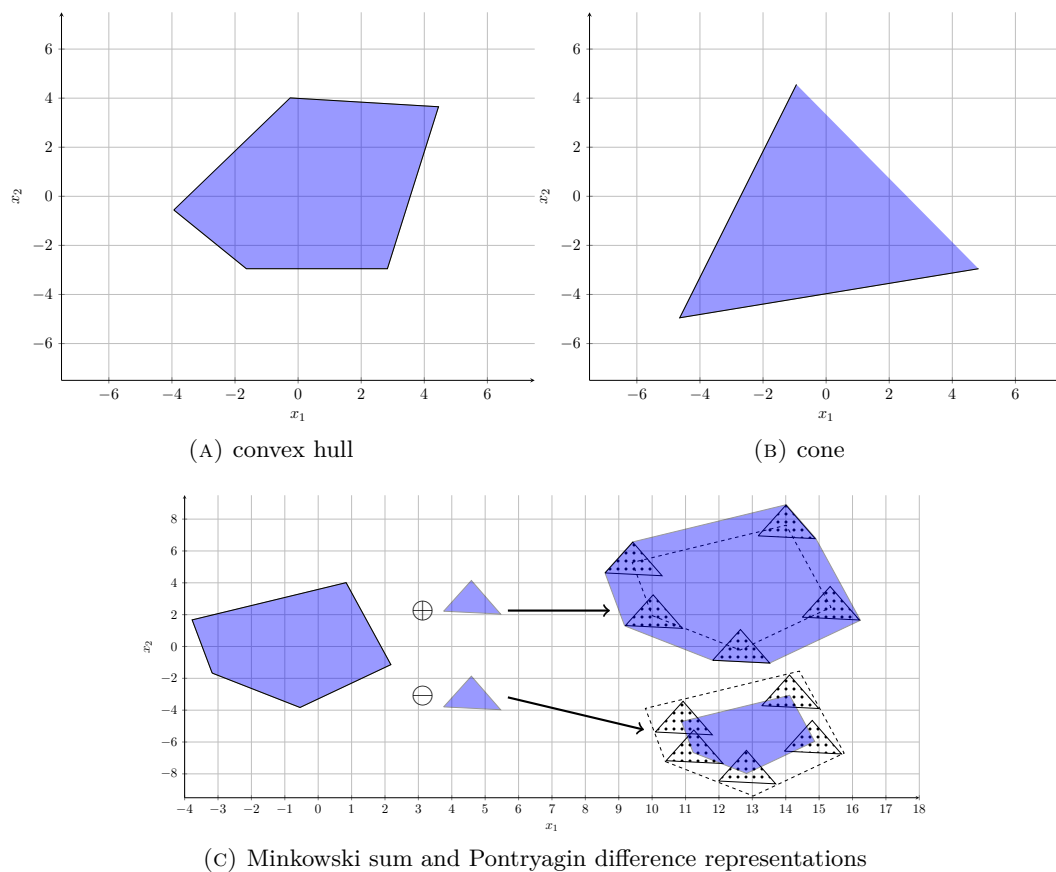 6
4
2
0
−2
−4
−6
x2
−6 −4 −2 0 2 4 6
x1
(A) convex hull
6
4
2
0
−2
−4
−6
x2
−6 −4 −2 0 2 4 6
x1
(B) cone
8
6
4
2
0
−2
−4
−6
−8
x2
⊕
⊖
−4 −3 −2 −1 0 1 2 3 4 5 6 7 8 9 10 11 12 13 14 15 16 17 18
x1
(C) Minkowski sum and Pontryagin difference representations